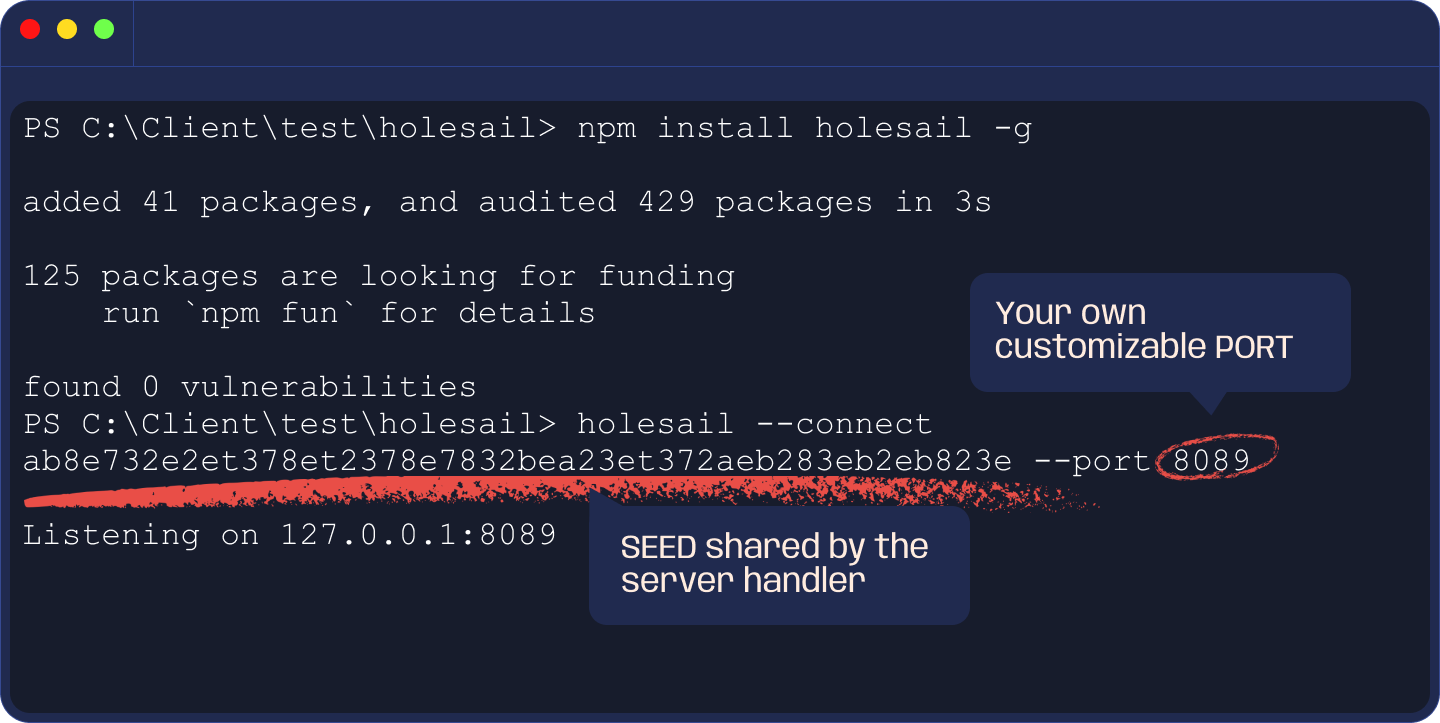 PS C:\Client\test\holesail> npm install holesail -g
added 41 packages, and audited 429 packages in 3s
125 packages are looking for funding
run `npm fun` for details
Your own
customizable PORT
found 0 vulnerabilities
PS C:\Client\test\holesail> holesail --connect
ab8e732e2et378et2378e7832bea23et372aeb283eb2eb823e --port 8089
Listening on 127.0.0.1:8089
SEED shared by the
server handler